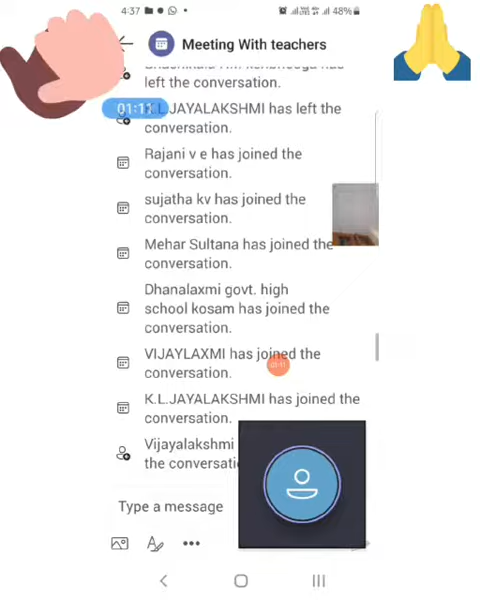 4:37
48%
Meeting With teachers
left the conversation.
01:11 K.L.JAYALAKSHMI has left the
conversation.
Rajani v e has joined the
conversation.
sujatha kv has joined the
conversation.
Mehar Sultana has joined the
conversation.
Dhanalaxmi govt. high
school kosam has joined the
conversation.
VIJAYLAXMI has joined the
conversation.
01:11
K.L.JAYALAKSHMI has joined the
conversation.
Vijayalakshmi
the conversati
Type a message